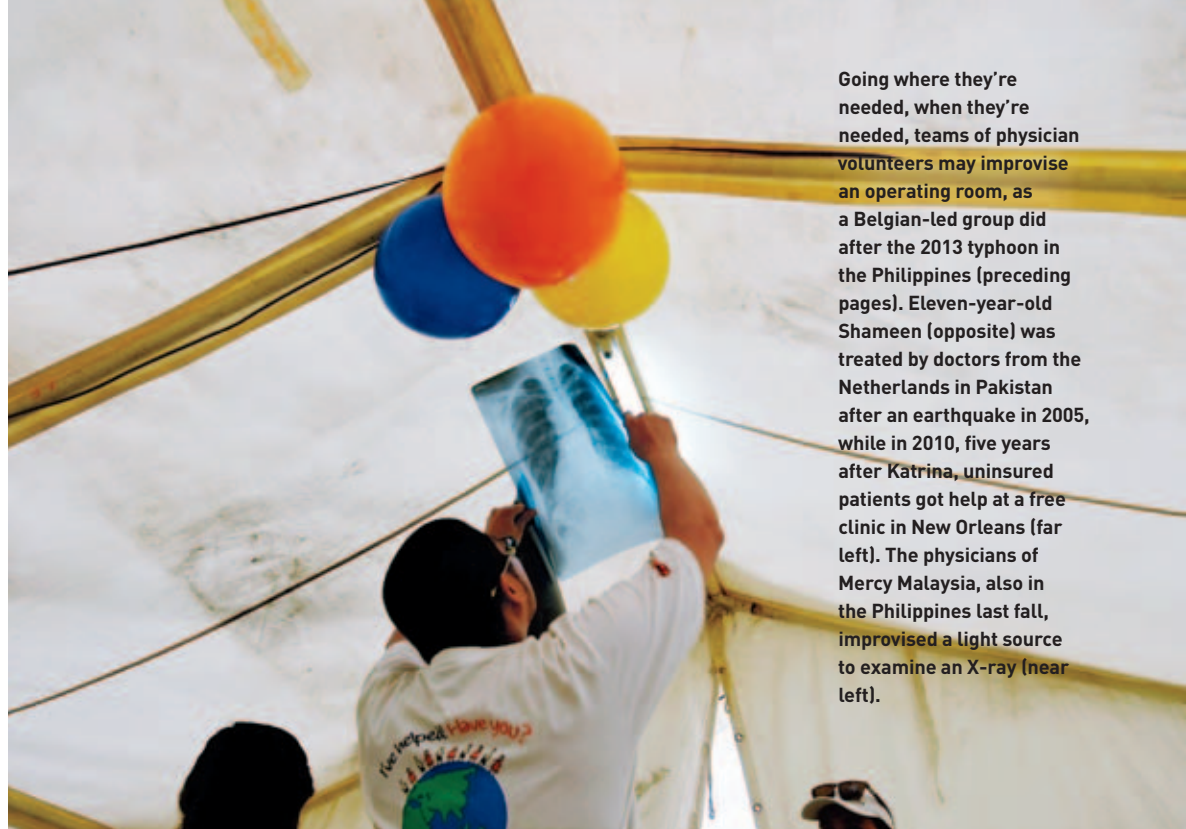 Going where they're
needed, when they're
needed, teams of physician
volunteers may improvise
an operating room, as
a Belgian-led group did
after the 2013 typhoon in
the Philippines (preceding
pages). Eleven-year-old
Shameen (opposite) was
treated by doctors from the
Netherlands in Pakistan
after an earthquake in 2005,
while in 2010, five years
after Katrina, uninsured
patients got help at a free
clinic in New Orleans (far
left). The physicians of
Mercy Malaysia, also in
the Philippines last fall,
improvised a light source
to examine an X-ray (near
left).
I've helped, Have you?